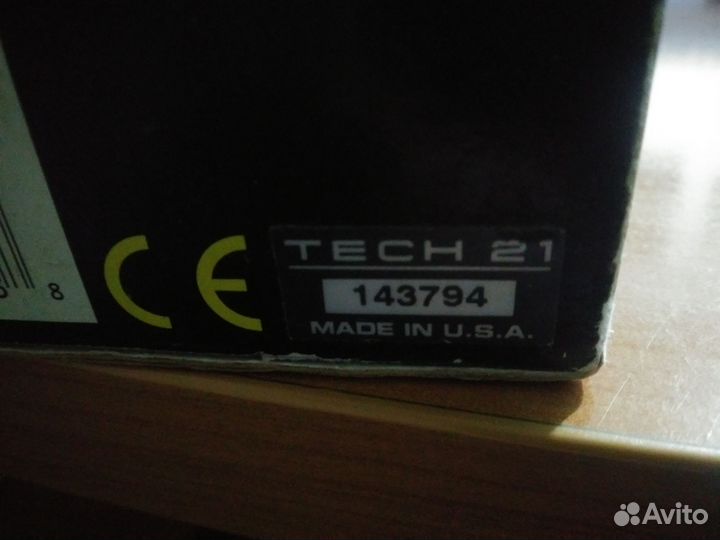 TECH 21
143794
MADE IN U.S.A.
CE
8
Avito